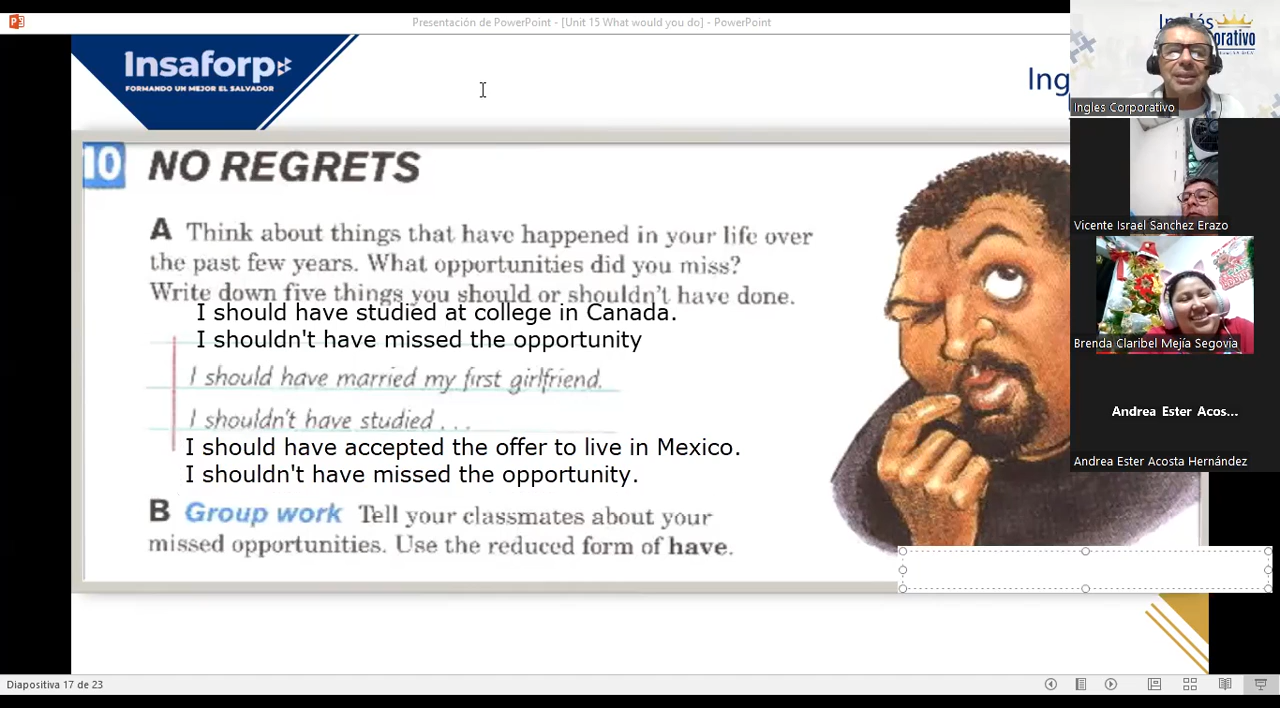 Presentación de PowerPoint - [Unit 15 What would you do] - PowerPoint
Insaforp
FORMANDO UN MEJOR EL SALVADOR
Ing
10 NO REGRETS
A Think about things that have happened in your life over
the past few years. What opportunities did you miss?
Write down five things you should or shouldn't have done.
I should have studied at college in Canada.
I shouldn't have missed the opportunity
I should have married my first girlfriend.
I shouldn't have studied . . .
I should have accepted the offer to live in Mexico.
I shouldn't have missed the opportunity.
B Group work Tell your classmates about your
missed opportunities. Use the reduced form of have.
Ingles Corporativo
Vicente Israel Sanchez Erazo
Brenda Claribel Mejía Segovia
Andrea Ester Acos...
Andrea Ester Acosta Hernández
Diapositiva 17 de 23